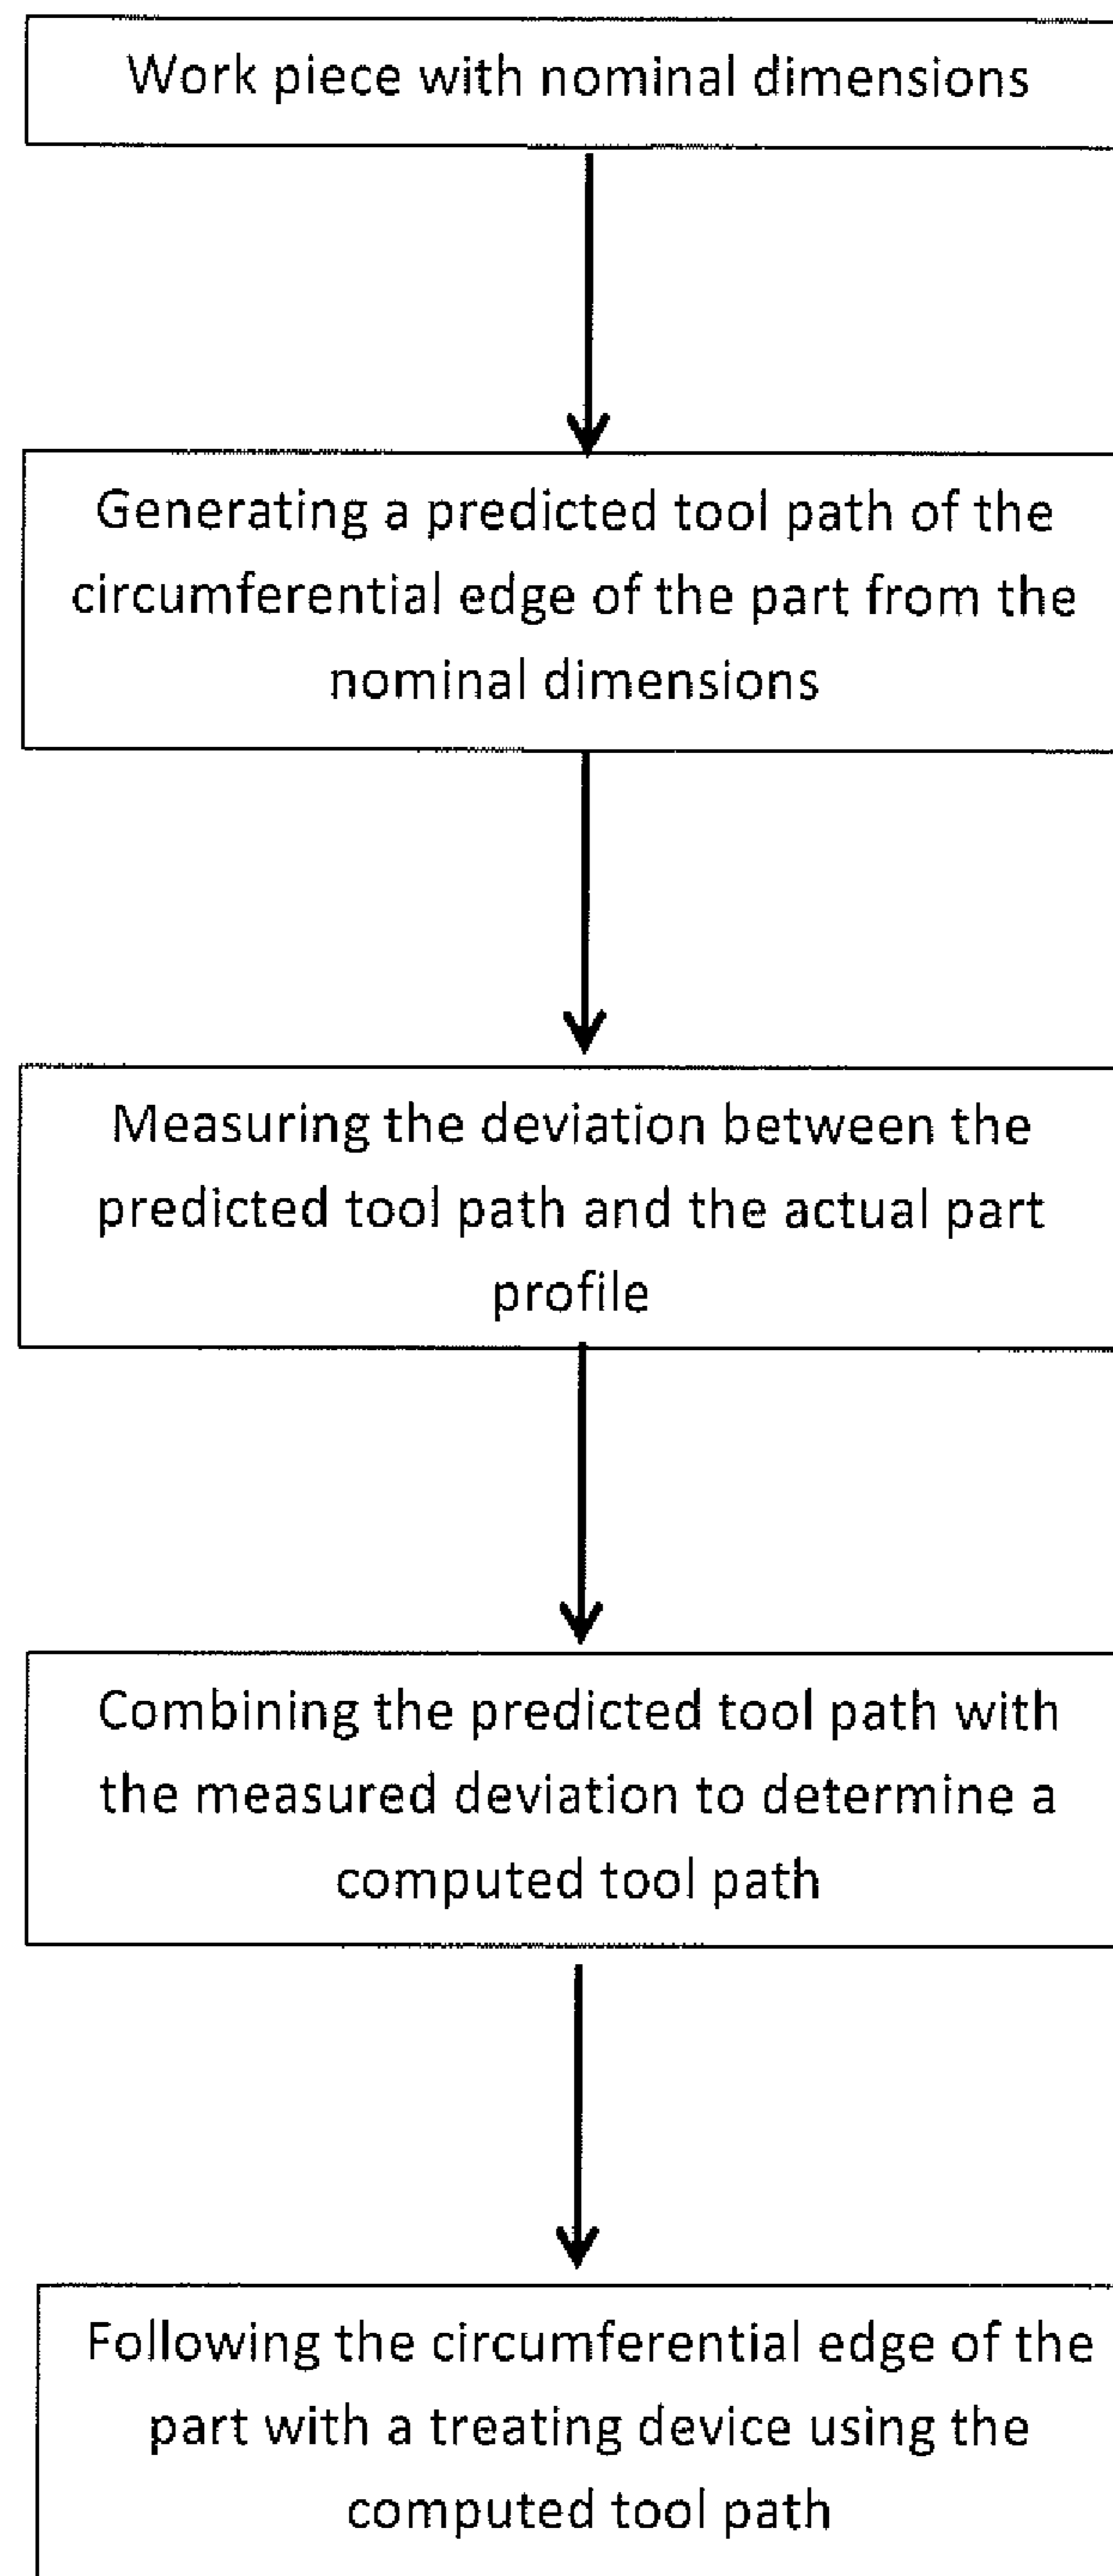 Work piece with nominal dimensions
Generating a predicted tool path of the
circumferential edge of the part from the
nominal dimensions
Measuring the deviation between the
predicted tool path and the actual part
profile
Combining the predicted tool path with
the measured deviation to determine a
computed tool path
Following the circumferential edge of the
part with a treating device using the
computed tool path